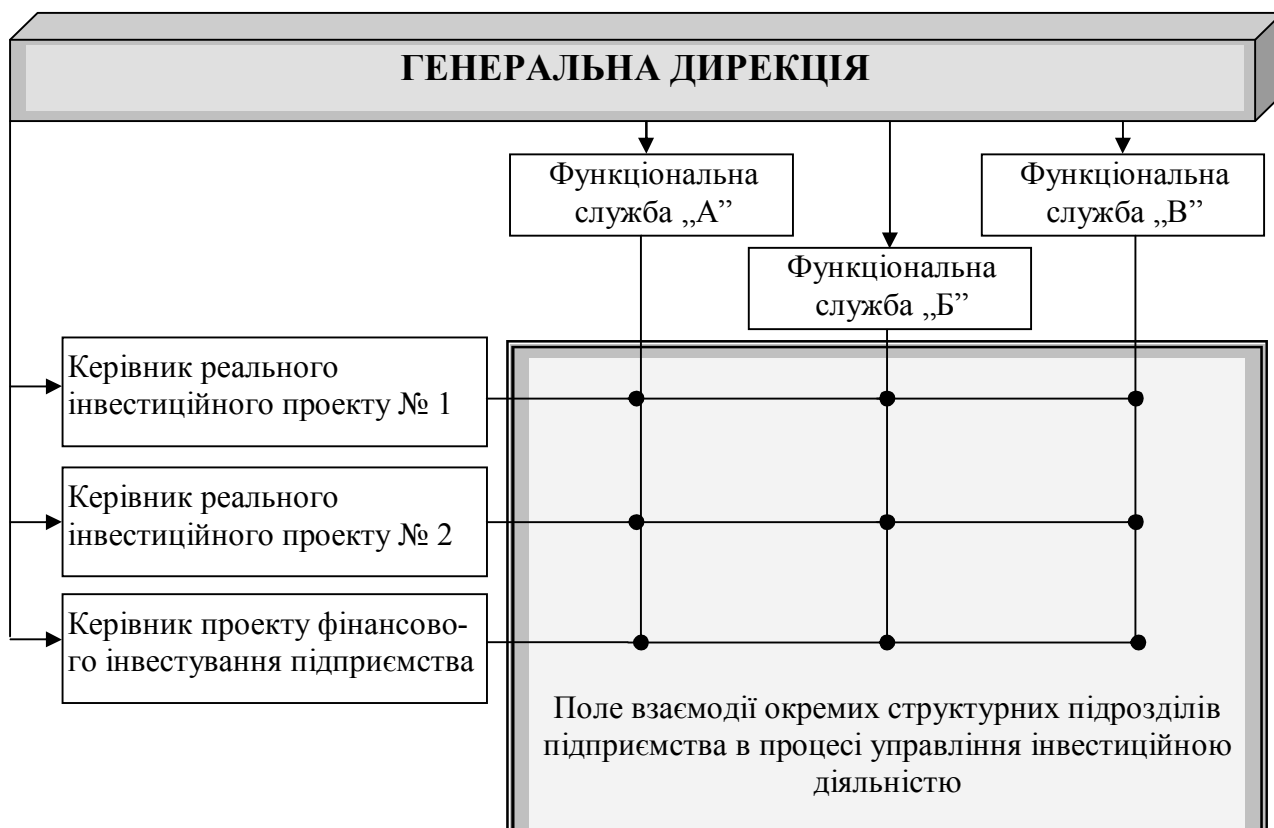 ГЕНЕРАЛЬНА ДИРЕКЦІЯ
Функціональна
служба „А”
Функціональна
служба „В”
Функціональна
служба „Б”
Керівник реального
інвестиційного проекту № 1
Керівник реального
інвестиційного проекту № 2
Керівник проекту фінансово-
го інвестування підприємства
Поле взаємодії окремих структурних підрозділів
підприємства в процесі управління інвестиційною
діяльністю